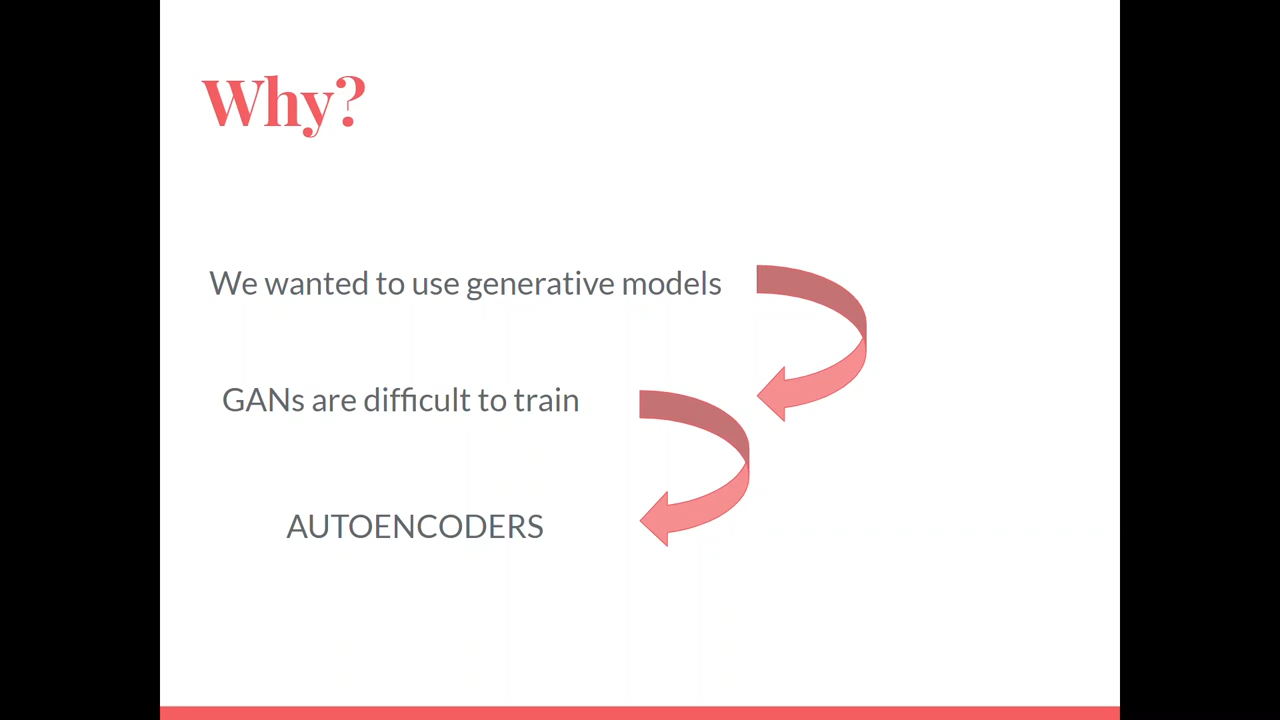 Why?
We wanted to use generative models
GANs are difficult to train
AUTOENCODERS